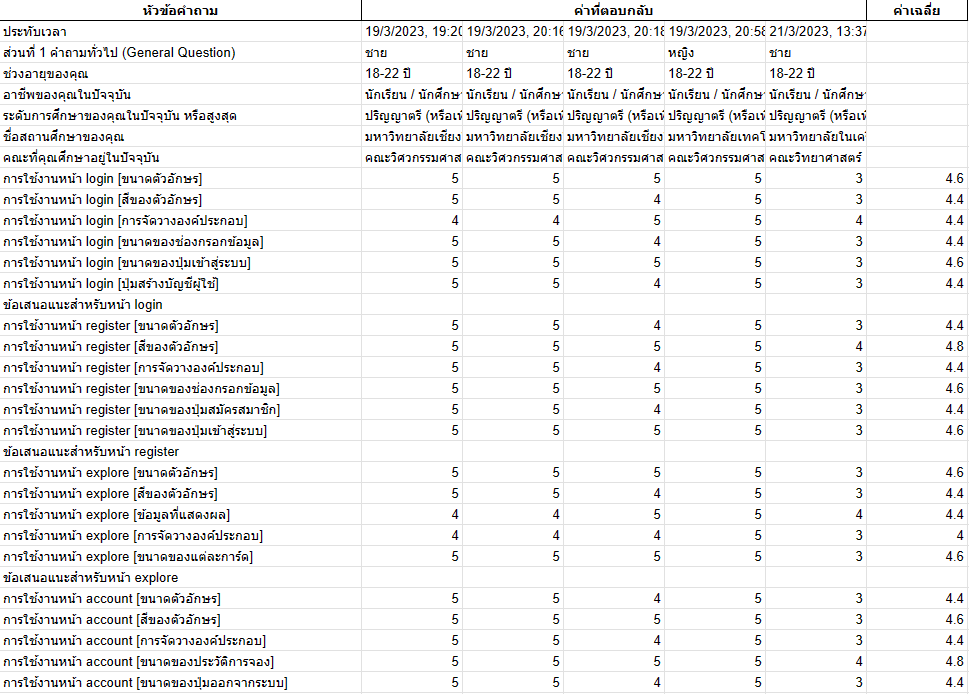 หัวข้อคำถาม ค่าที่ตอบกลับ ค่าเฉลี่ย
ประทับเวลา 19/3/2023, 19:20 19/3/2023, 20:16 19/3/2023, 20:18 19/3/2023, 20:58 21/3/2023, 13:37
ส่วนที่ 1 คำถามทั่วไป (General Question) ชาย ชาย ชาย หญิง ชาย
ช่วงอายุของคุณ 18-22 ปี 18-22 ปี 18-22 ปี 18-22 ปี 18-22 ปี
อาชีพของคุณในปัจจุบัน นักเรียน / นักศึกษ นักเรียน / นักศึกษ นักเรียน / นักศึกษ นักเรียน / นักศึกษ นักเรียน / นักศึกษ
ระดับการศึกษาของคุณในปัจจุบัน หรือสูงสุด ปริญญาตรี (หรือเท ปริญญาตรี (หรือเท ปริญญาตรี (หรือเท ปริญญาตรี (หรือเท ปริญญาตรี (หรือเท
ชื่อสถานศึกษาของคุณ มหาวิทยาลัยเชียง มหาวิทยาลัยเชียง มหาวิทยาลัยเชียง มหาวิทยาลัยเทคโ มหาวิทยาลัยในเค
คณะที่คุณศึกษาอยู่ในปัจจุบัน คณะวิศวกรรมศาส คณะวิศวกรรมศาส คณะวิศวกรรมศาส คณะวิศวกรรมศาส คณะวิทยาศาสตร์
การใช้งานหน้า login [ขนาดตัวอักษร] 5 5 5 5 3 4.6
การใช้งานหน้า login [สีของตัวอักษร] 5 5 4 5 3 4.4
การใช้งานหน้า login [การจัดวางองค์ประกอบ] 4 4 5 5 4 4.4
การใช้งานหน้า login [ขนาดของช่องกรอกข้อมูล] 5 5 4 5 3 4.4
การใช้งานหน้า login [ขนาดของปุ่มเข้าสู่ระบบ] 5 5 5 5 3 4.6
การใช้งานหน้า login [ปุ่มสร้างบัญชีผู้ใช้] 5 5 4 5 3 4.4
ข้อเสนอแนะสำหรับหน้า login
การใช้งานหน้า register [ขนาดตัวอักษร] 5 5 4 5 3 4.4
การใช้งานหน้า register [สีของตัวอักษร] 5 5 5 5 4 4.8
การใช้งานหน้า register [การจัดวางองค์ประกอบ] 5 5 4 5 3 4.4
การใช้งานหน้า register [ขนาดของช่องกรอกข้อมูล] 5 5 5 5 3 4.6
การใช้งานหน้า register [ขนาดของปุ่มสมัครสมาชิก] 5 5 4 5 3 4.4
การใช้งานหน้า register [ขนาดของปุ่มเข้าสู่ระบบ] 5 5 5 5 3 4.6
ข้อเสนอแนะสำหรับหน้า register
การใช้งานหน้า explore [ขนาดตัวอักษร] 5 5 5 5 3 4.6
การใช้งานหน้า explore [สีของตัวอักษร] 5 5 4 5 3 4.4
การใช้งานหน้า explore [ข้อมูลที่แสดงผล] 4 4 5 5 4 4.4
การใช้งานหน้า explore [การจัดวางองค์ประกอบ] 4 4 4 5 3 4
การใช้งานหน้า explore [ขนาดของแต่ละการ์ด] 5 5 5 5 3 4.6
ข้อเสนอแนะสำหรับหน้า explore
การใช้งานหน้า account [ขนาดตัวอักษร] 5 5 4 5 3 4.4
การใช้งานหน้า account [สีของตัวอักษร] 5 5 5 5 3 4.6
การใช้งานหน้า account [การจัดวางองค์ประกอบ] 5 5 4 5 3 4.4
การใช้งานหน้า account [ขนาดของประวัติการจอง] 5 5 5 5 4 4.8
การใช้งานหน้า account [ขนาดของปุ่มออกจากระบบ] 5 5 4 5 3 4.4